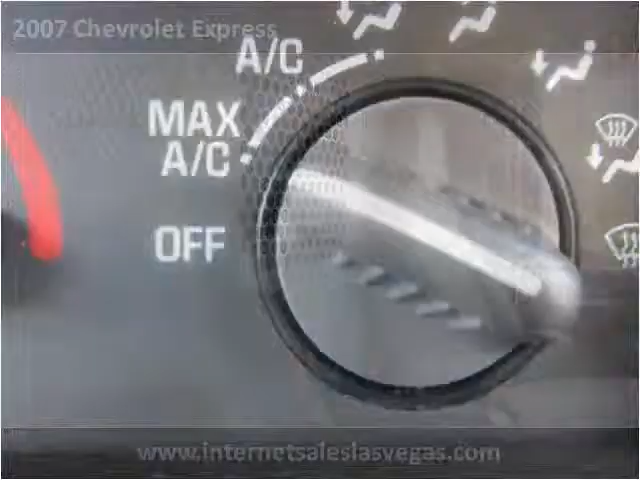 2007 Chevrolet Express
A/C
MAX
A/C
OFF
www.internetsaleslasvegas.com